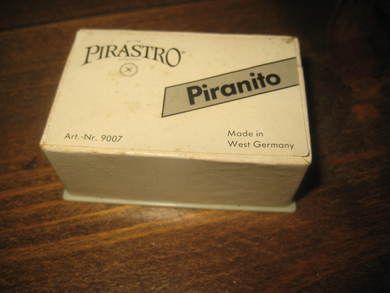 PIRASTRO
Piranito
Art.-Nr. 9007
Made in
West Germany